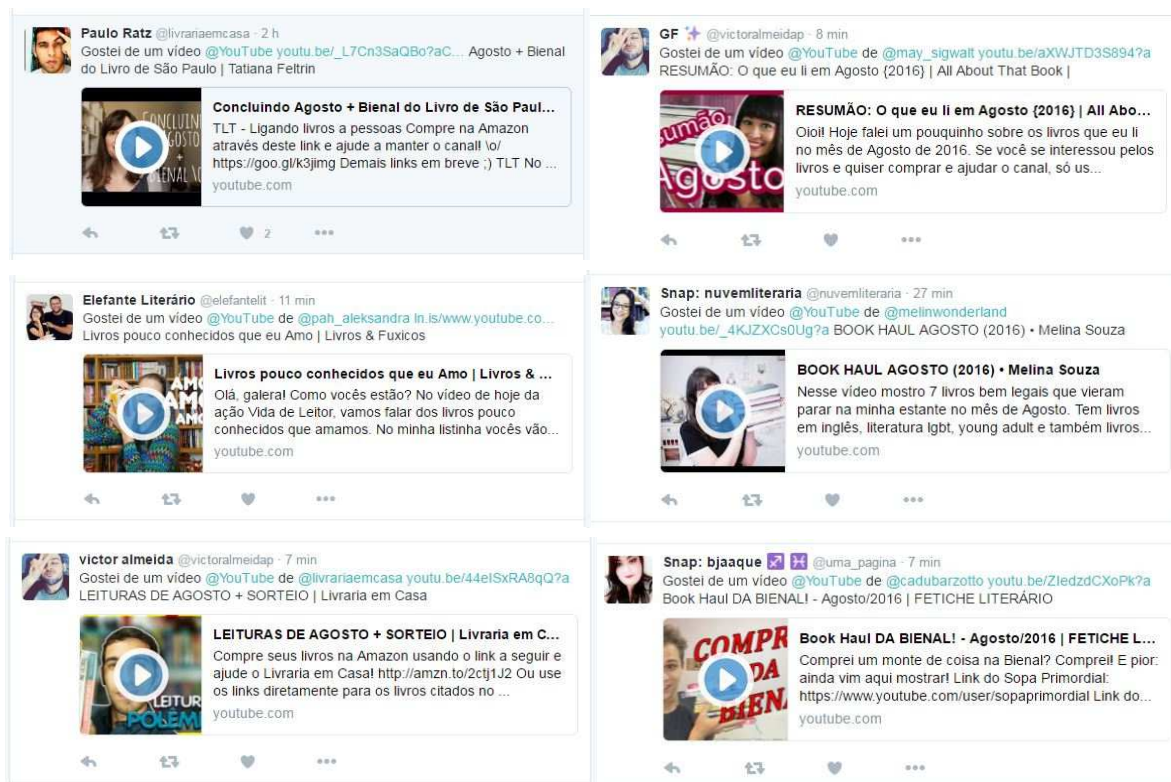 Paulo Ratz @livrariaemcasa · 2 h
Gostei de um vídeo @YouTube youtu.be/_L7Cn3SaQBo?aC... Agosto + Bienal
do Livro de São Paulo | Tatiana Feltrin
CONCLUINDO
AGOSTO
+
BIENAL \O/
Concluindo Agosto + Bienal do Livro de São Paul...
TLT - Ligando livros a pessoas Compre na Amazon
através deste link e ajude a manter o canal! \o/
https://goo.gl/k3jimg Demais links em breve ;) TLT No ...
youtube.com
2
GF @victoralmeidap · 8 min
Gostei de um vídeo @YouTube de @may_sigwalt youtu.be/aXWJTD3S894?a
RESUMÃO: O que eu li em Agosto {2016} | All About That Book |
sumão
Agosto
RESUMÃO: O que eu li em Agosto {2016} | All Abo...
Oioi! Hoje falei um pouquinho sobre os livros que eu li
no mês de Agosto de 2016. Se você se interessou pelos
livros e quiser comprar e ajudar o canal, só us...
youtube.com
Elefante Literário @elefantelit · 11 min
Gostei de um vídeo @YouTube de @pah_aleksandra ln.is/www.youtube.co...
Livros pouco conhecidos que eu Amo | Livros & Fuxicos
AMO
AMO
AMO
Livros pouco conhecidos que eu Amo | Livros & ...
Olá, galera! Como vocês estão? No vídeo de hoje da
ação Vida de Leitor, vamos falar dos livros pouco
conhecidos que amamos. No minha listinha vocês vão...
youtube.com
Snap: nuvemliteraria @nuvemliteraria · 27 min
Gostei de um vídeo @YouTube de @melinwonderland
youtu.be/_4KJZXCs0Ug?a BOOK HAUL AGOSTO (2016) • Melina Souza
BOOK HAUL AGOSTO (2016) • Melina Souza
Nesse vídeo mostro 7 livros bem legais que vieram
parar na minha estante no mês de Agosto. Tem livros
em inglês, literatura lgbt, young adult e também livros...
youtube.com
victor almeida @victoralmeidap · 7 min
Gostei de um vídeo @YouTube de @livrariaemcasa youtu.be/44eISxRA8qQ?a
LEITURAS DE AGOSTO + SORTEIO | Livraria em Casa
LEITUR
POLÊM
LEITURAS DE AGOSTO + SORTEIO | Livraria em C...
Compre seus livros na Amazon usando o link a seguir e
ajude o Livraria em Casa! http://amzn.to/2ctj1J2 Ou use
os links diretamente para os livros citados no ...
youtube.com
Snap: bjaaque ♐ ♓ @uma_pagina · 7 min
Gostei de um vídeo @YouTube de @cadubarzotto youtu.be/ZIedzdCXoPk?a
Book Haul DA BIENAL! - Agosto/2016 | FETICHE LITERÁRIO
COMPR
DA
BIEN
Book Haul DA BIENAL! - Agosto/2016 | FETICHE L...
Comprei um monte de coisa na Bienal? Comprei! E pior:
ainda vim aqui mostrar! Link do Sopa Primordial:
https://www.youtube.com/user/sopaprimordial Link do...
youtube.com